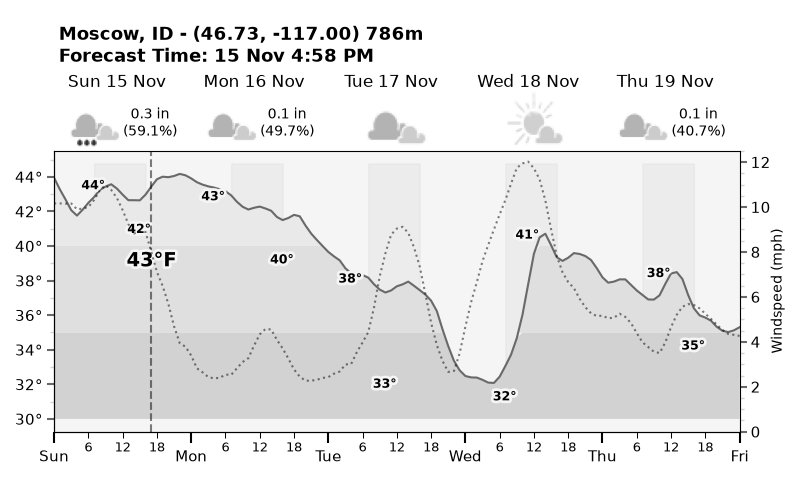 Moscow, ID - (46.73, -117.00) 786m
Forecast Time: 15 Nov 4:58 PM
Sun 15 Nov Mon 16 Nov Tue 17 Nov Wed 18 Nov Thu 19 Nov
0.3 in 0.1 in 0.1 in
(59.1%) (49.7%) (40.7%)
44° 42° 40° 38° 36° 34° 32° 30°
44°
42°
43°F
43°
40°
38°
33°
32°
41°
38°
35°
12 10 8 6 4 2 0
Windspeed (mph)
6 12 18 6 12 18 6 12 18 6 12 18 6 12 18
Sun Mon Tue Wed Thu Fri